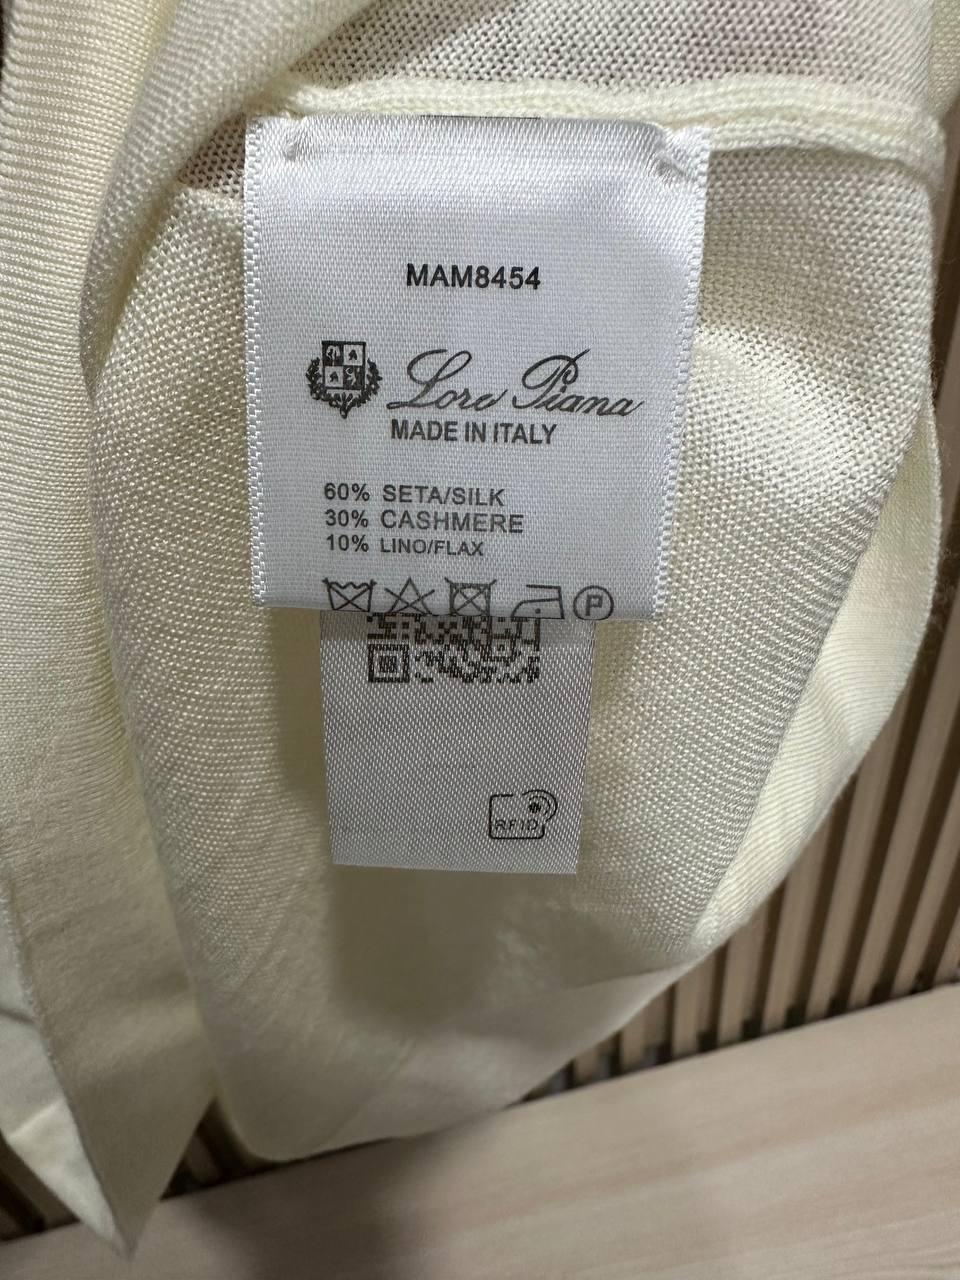 MAM8454
Loro Piana
MADE IN ITALY
60% SETA/SILK
30% CASHMERE
10% LINO/FLAX
P
RFID